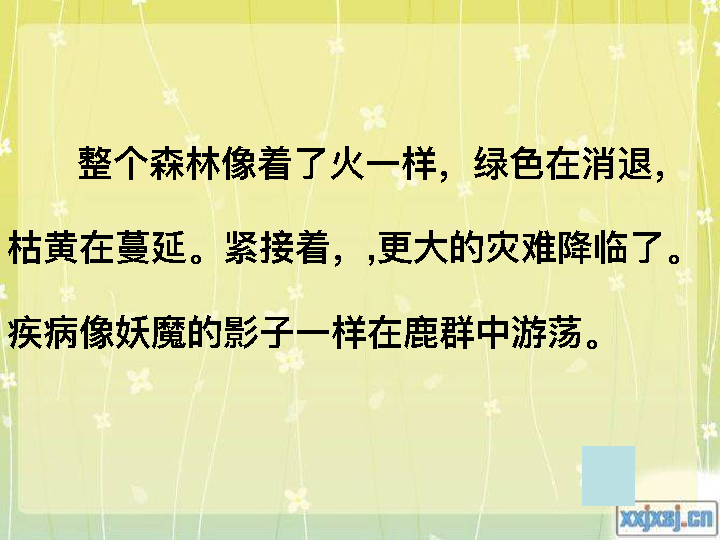 整个森林像着了火一样，绿色在消退，
枯黄在蔓延。紧接着，,更大的灾难降临了。
疾病像妖魔的影子一样在鹿群中游荡。
xxjxsj.cn